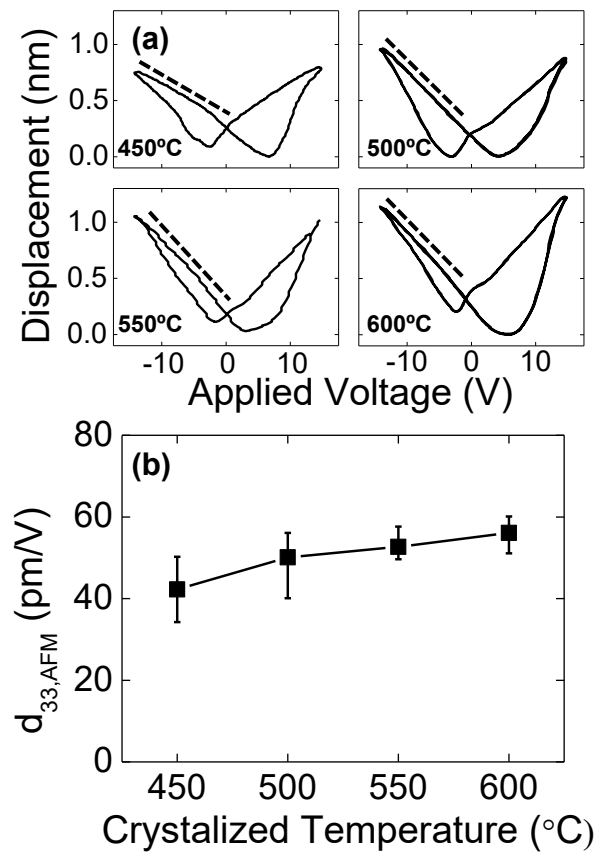 (a)
Displacement (nm)
1.0
0.5
0.0
450ºC
500ºC
1.0
0.5
0.0
550ºC
600ºC
-10 0 10 -10 0 10
Applied Voltage (V)
(b)
d33,AFM (pm/V)
80
60
40
20
0
450 500 550 600
Crystalized Temperature (°C)